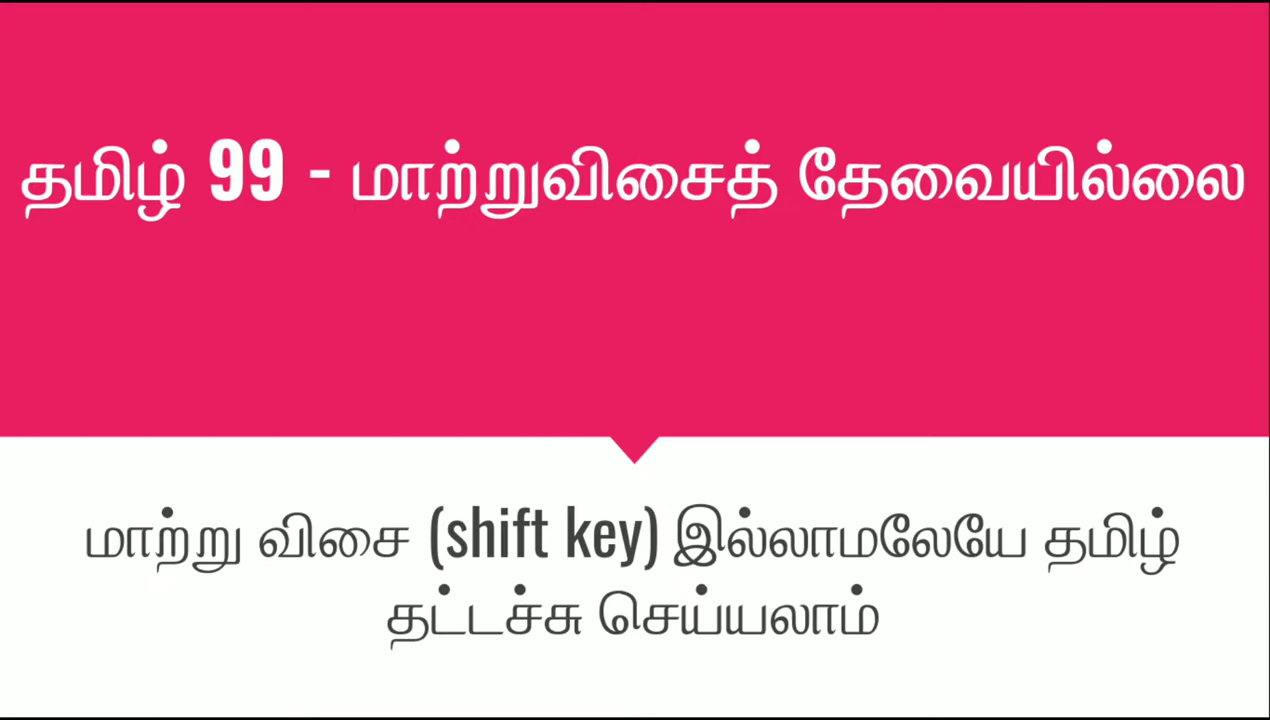 தமிழ் 99 - மாற்றுவிசைத் தேவையில்லை
மாற்று விசை (shift key) இல்லாமலேயே தமிழ்
தட்டச்சு செய்யலாம்